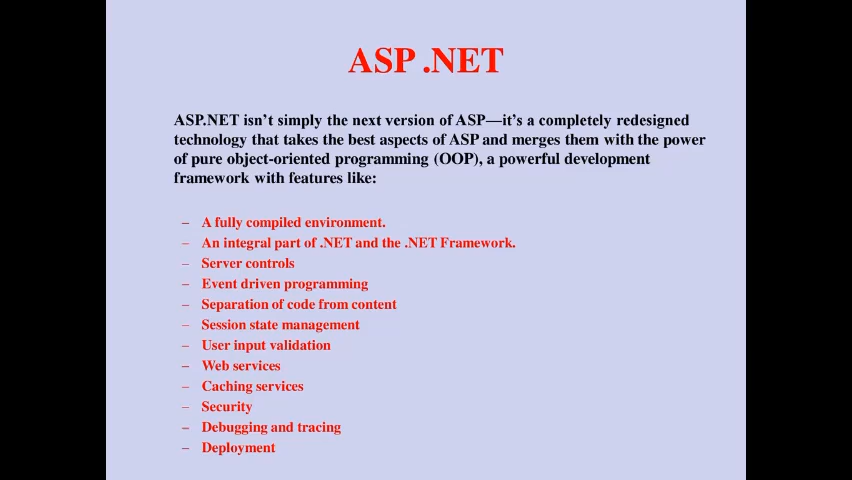 ASP .NET
ASP.NET isn’t simply the next version of ASP—it’s a completely redesigned
technology that takes the best aspects of ASP and merges them with the power
of pure object-oriented programming (OOP), a powerful development
framework with features like:
– A fully compiled environment.
– An integral part of .NET and the .NET Framework.
– Server controls
– Event driven programming
– Separation of code from content
– Session state management
– User input validation
– Web services
– Caching services
– Security
– Debugging and tracing
– Deployment